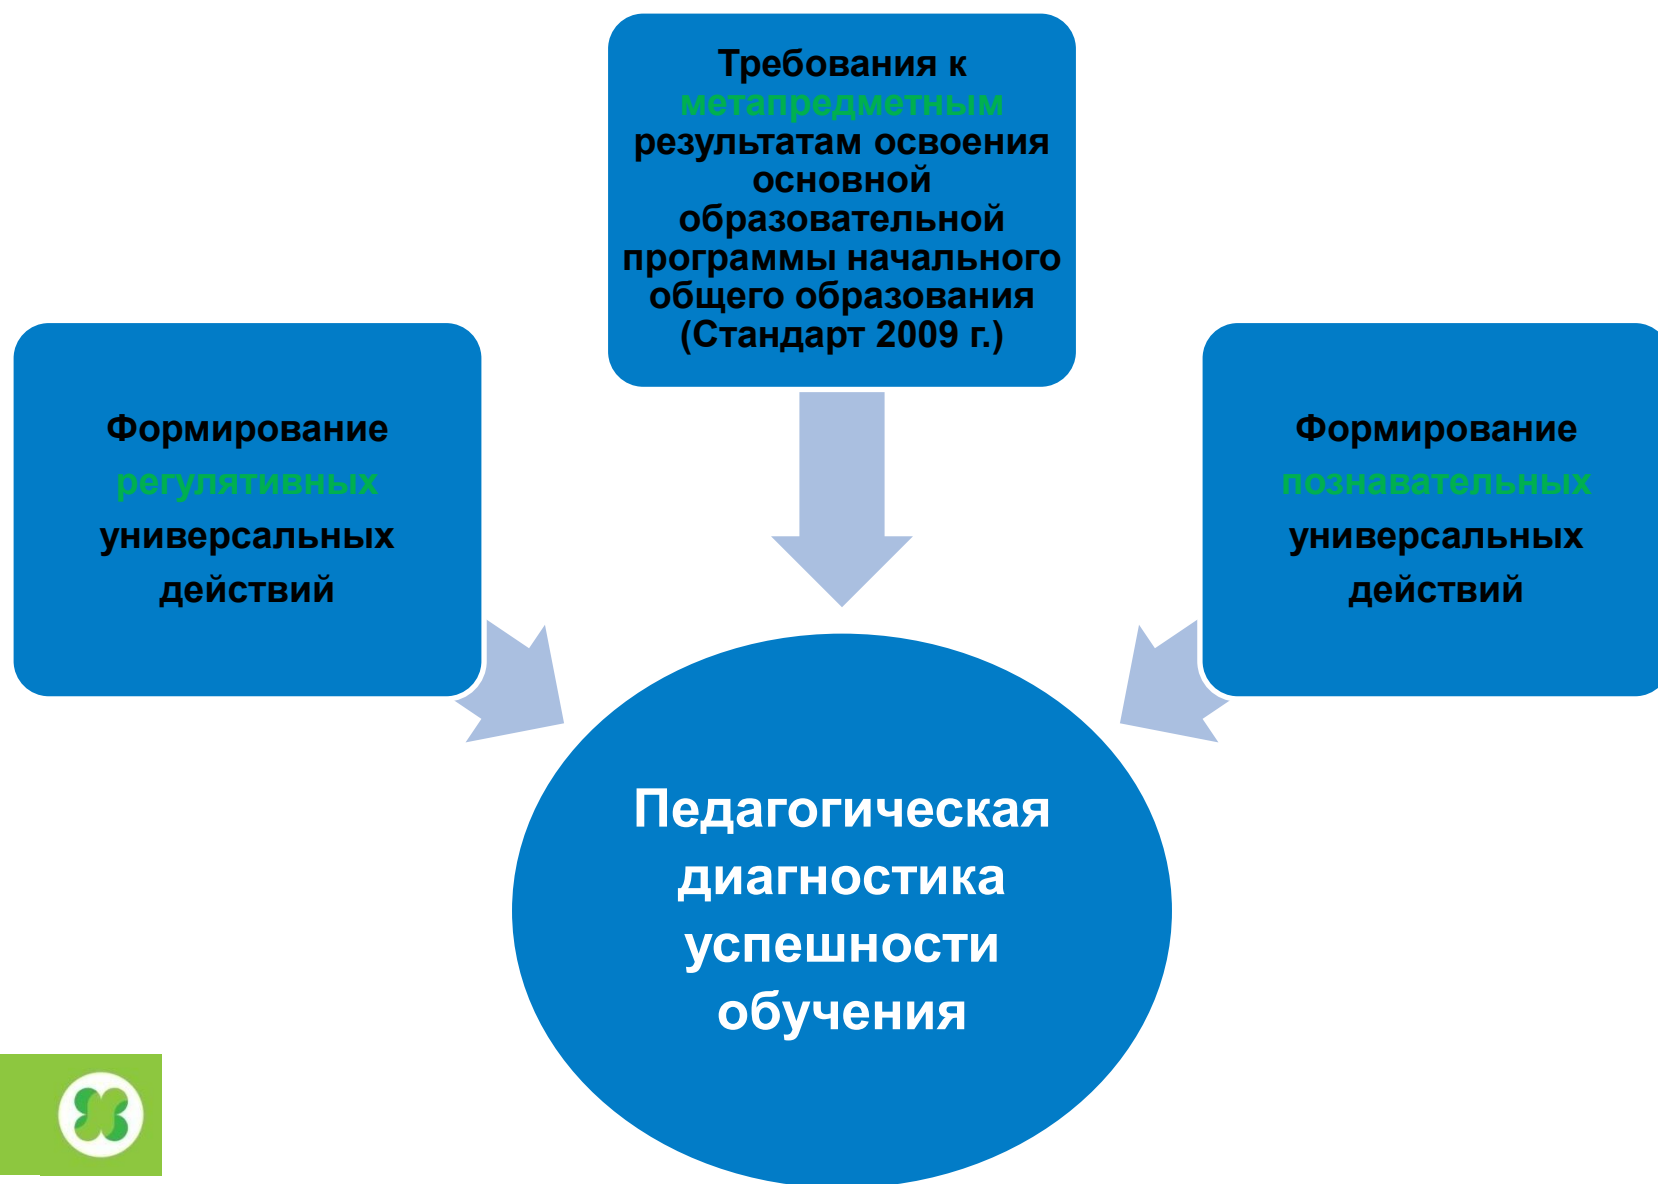 Требования к
метапредметным
результатам освоения
основной
образовательной
программы начального
общего образования
(Стандарт 2009 г.)
Формирование
регулятивных
универсальных
действий
Формирование
познавательных
универсальных
действий
Педагогическая
диагностика
успешности
обучения